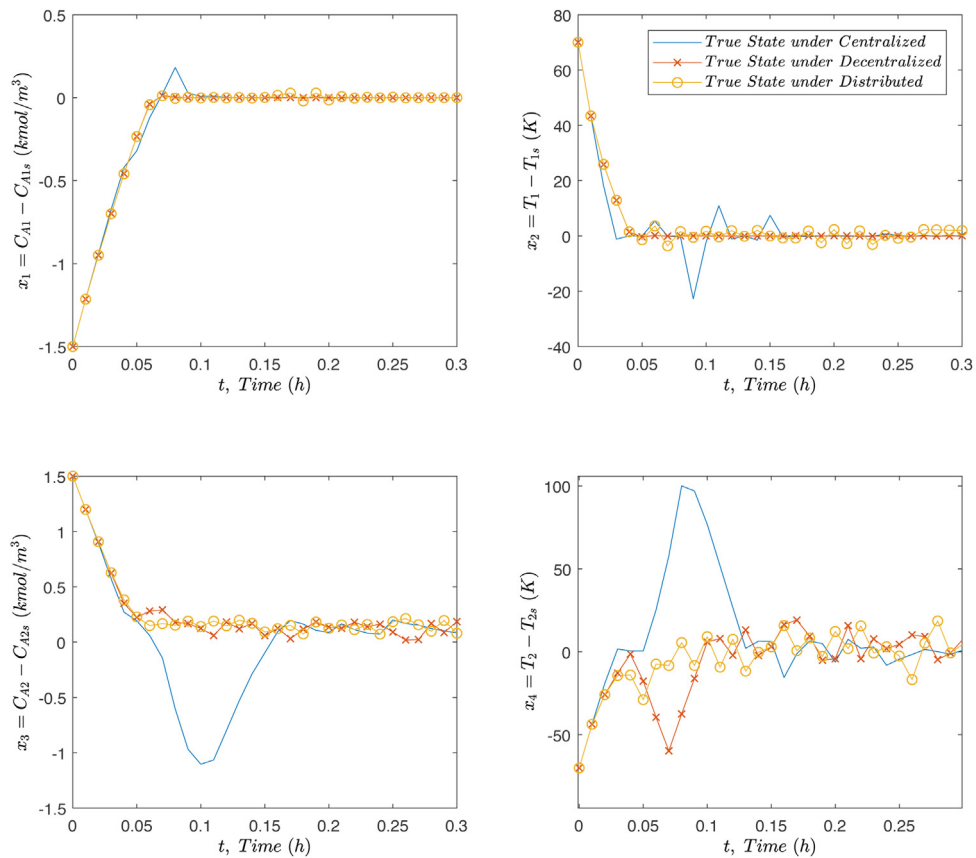 0.5
0
-0.5
-1
-1.5
0 0.05 0.1 0.15 0.2 0.25 0.3
t, Time (h)
x₁ = C_A1 − C_A1s (kmol/m³)
80
60
40
20
0
-20
-40
0 0.05 0.1 0.15 0.2 0.25 0.3
t, Time (h)
x₂ = T₁ − T₁s (K)
True State under Centralized
True State under Decentralized
True State under Distributed
1.5
1
0.5
0
-0.5
-1
-1.5
0 0.05 0.1 0.15 0.2 0.25 0.3
t, Time (h)
x₃ = C_A2 − C_A2s (kmol/m³)
100
50
0
-50
0 0.05 0.1 0.15 0.2 0.25
t, Time (h)
x₄ = T₂ − T₂s (K)